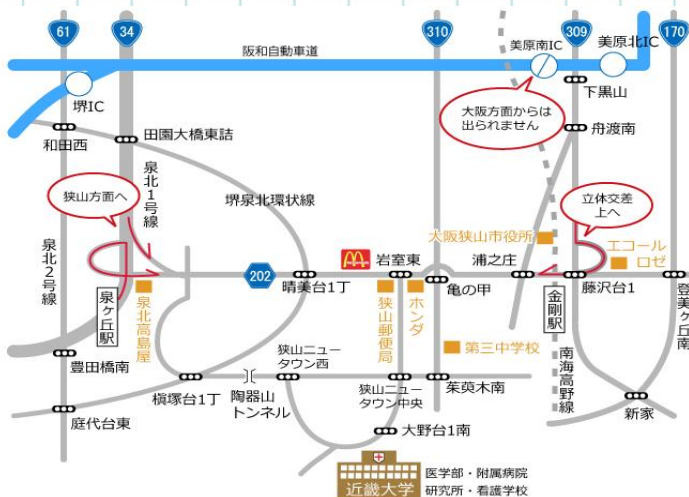 61
34
310
309
170
阪和自動車道
美原南IC
美原北IC
堺IC
下黒山
大阪方面からは
出られません
和田西
田園大橋東詰
舟渡南
狭山方面へ
泉北1号線
堺泉北環状線
立体交差
上へ
大阪狭山市役所
エコール
ロゼ
泉北2号線
岩室東
浦之庄
202
晴美台1丁
亀の甲
藤沢台1
泉ヶ丘駅
泉北高島屋
狭山郵便局
ホンダ
金剛駅
登美ヶ丘南
豊田橋南
狭山ニュー
タウン西
第三中学校
南海高野線
槇塚台1丁
陶器山
トンネル
狭山ニュー
タウン中央
茱萸木南
庭代台東
新家
大野台1南
近畿大学
医学部・附属病院
研究所・看護学校